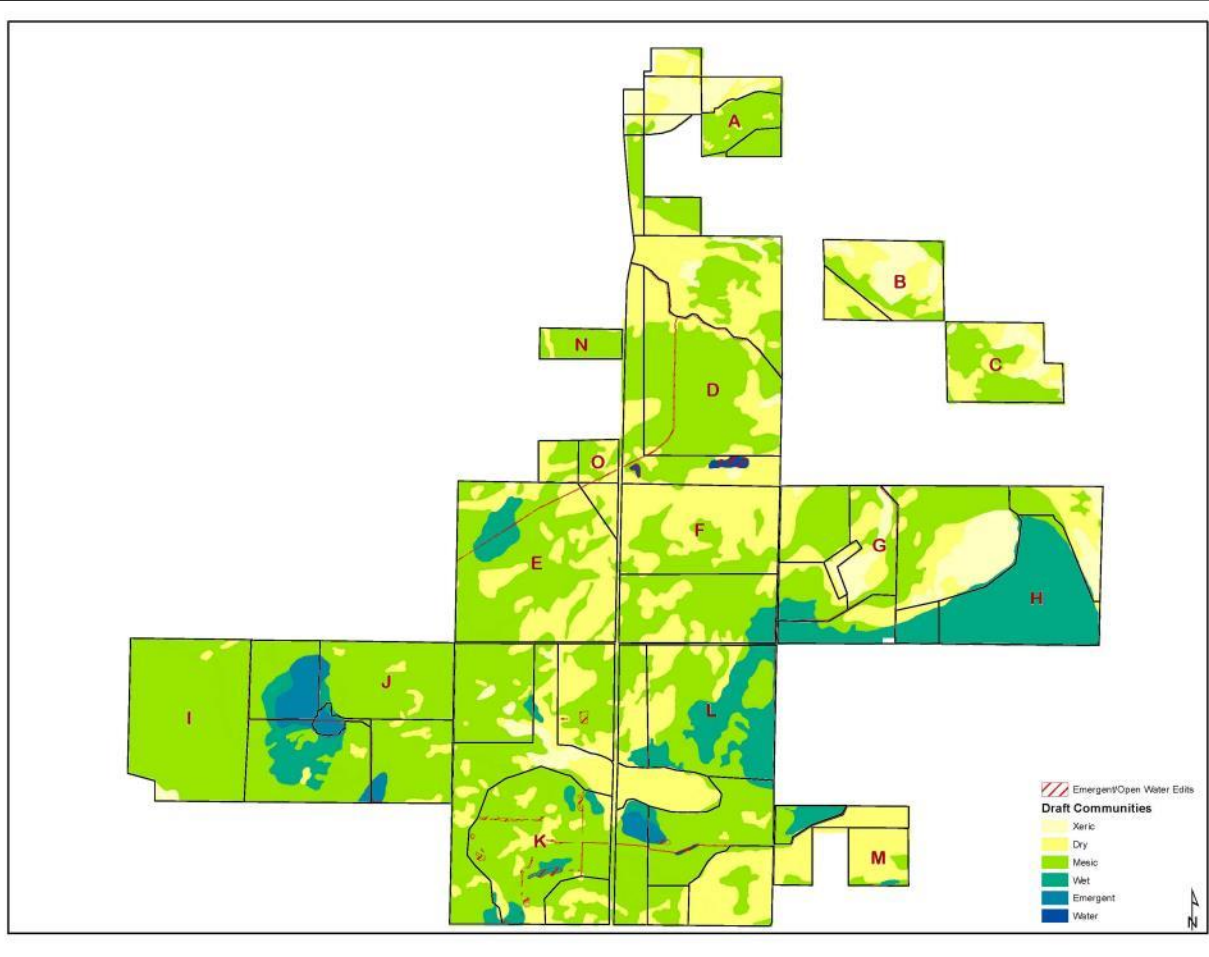 A
B
N
C
D
O
F
G
E
H
J
I
L
K
M
Emergent/Open Water Edits
Draft Communities
Xeric
Dry
Mesic
Wet
Emergent
Water
N